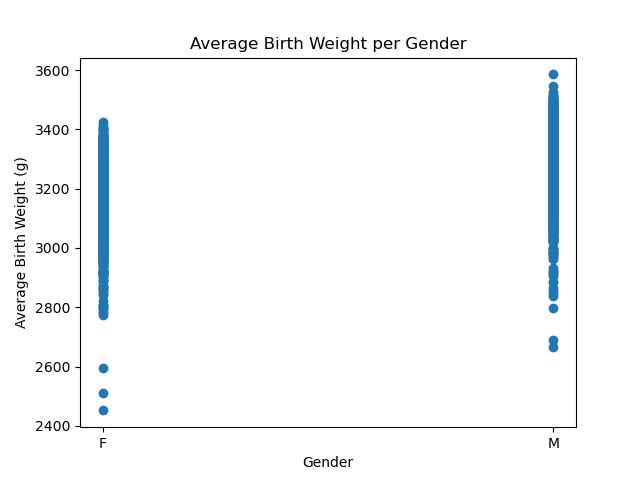 Average Birth Weight per Gender
3600
3400
3200
3000
2800
2600
2400
Average Birth Weight (g)
F
M
Gender